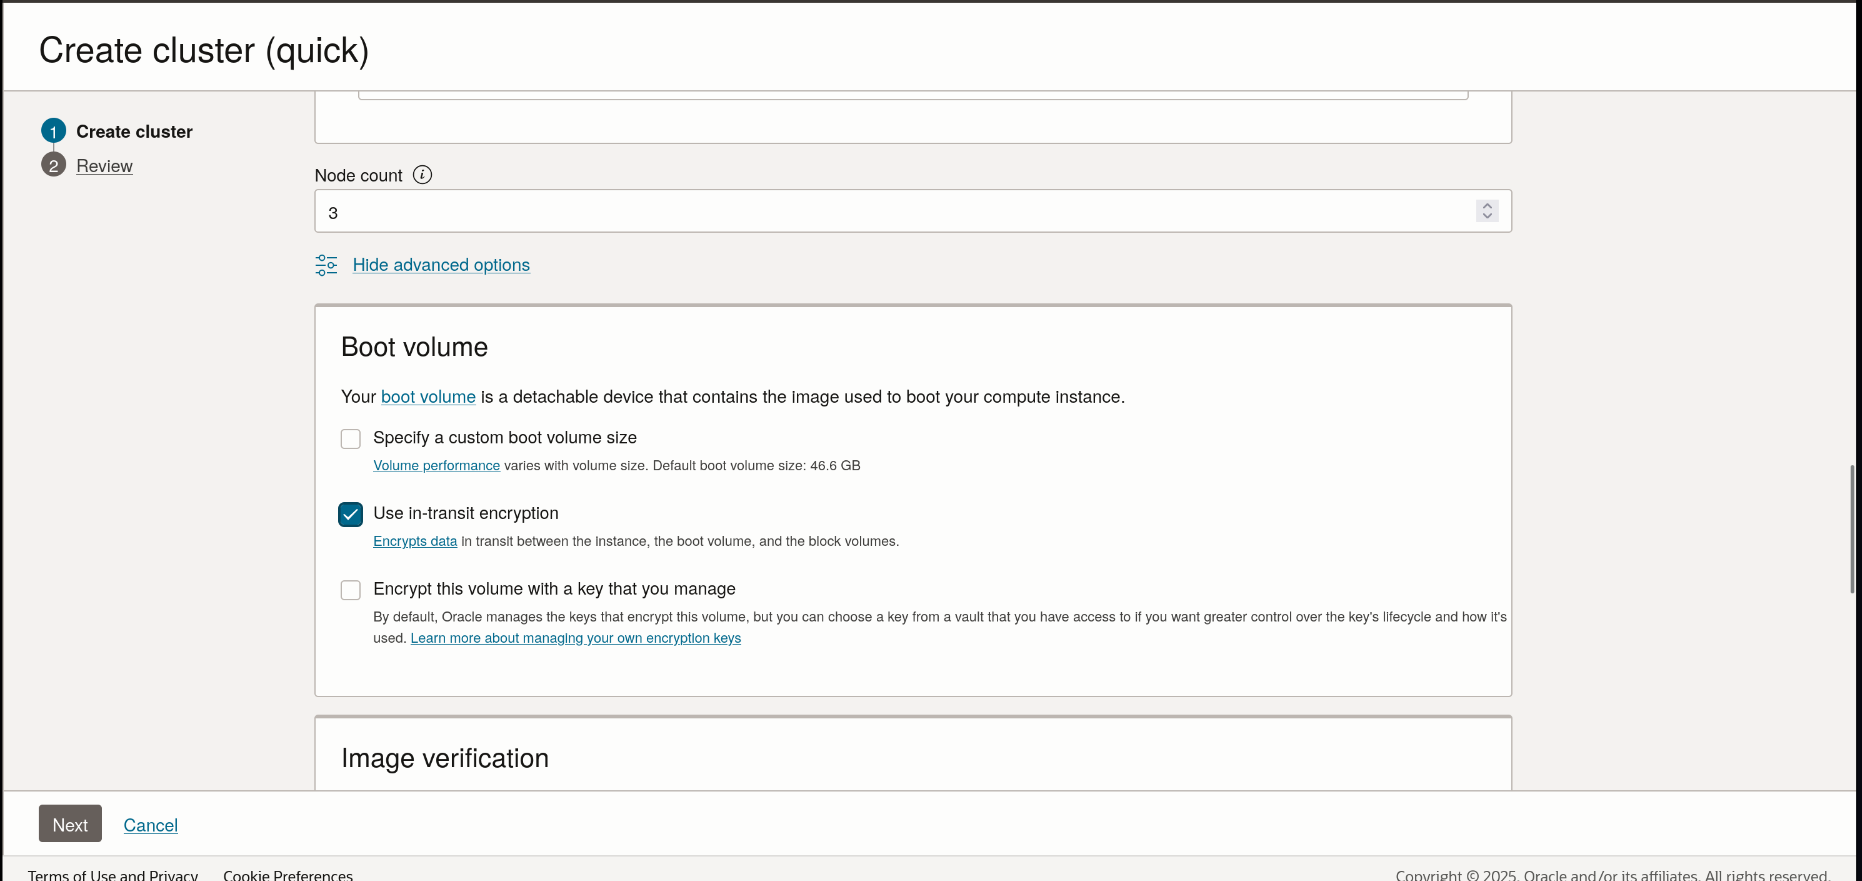 Create cluster (quick)
1 Create cluster
2 Review
Node count i
3
Hide advanced options
Boot volume
Your boot volume is a detachable device that contains the image used to boot your compute instance.
Specify a custom boot volume size
Volume performance varies with volume size. Default boot volume size: 46.6 GB
Use in-transit encryption
Encrypts data in transit between the instance, the boot volume, and the block volumes.
Encrypt this volume with a key that you manage
By default, Oracle manages the keys that encrypt this volume, but you can choose a key from a vault that you have access to if you want greater control over the key's lifecycle and how it's
used. Learn more about managing your own encryption keys
Image verification
Next Cancel
Terms of Use and Privacy Cookie Preferences Copyright © 2025, Oracle and/or its affiliates. All rights reserved.